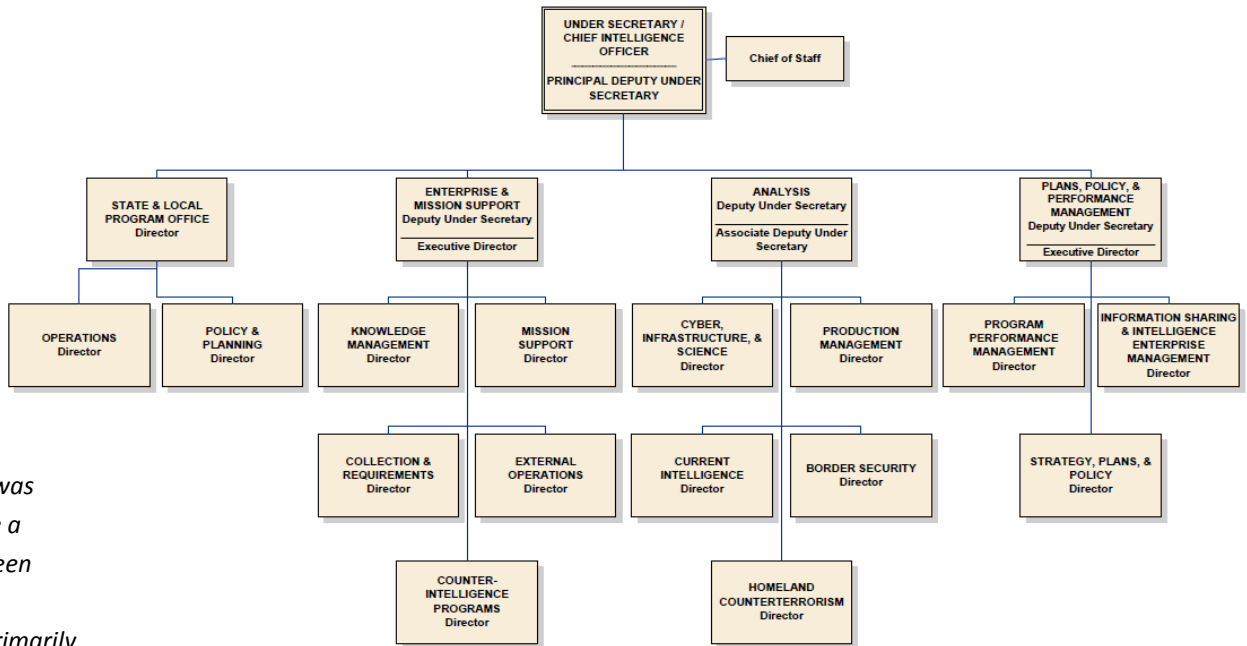 UNDER SECRETARY /
CHIEF INTELLIGENCE
OFFICER
PRINCIPAL DEPUTY UNDER
SECRETARY
Chief of Staff
STATE & LOCAL
PROGRAM OFFICE
Director
ENTERPRISE &
MISSION SUPPORT
Deputy Under Secretary
Executive Director
ANALYSIS
Deputy Under Secretary
Associate Deputy Under
Secretary
PLANS, POLICY, &
PERFORMANCE
MANAGEMENT
Deputy Under Secretary
Executive Director
OPERATIONS
Director
POLICY &
PLANNING
Director
KNOWLEDGE
MANAGEMENT
Director
MISSION
SUPPORT
Director
CYBER,
INFRASTRUCTURE, &
SCIENCE
Director
PRODUCTION
MANAGEMENT
Director
PROGRAM
PERFORMANCE
MANAGEMENT
Director
INFORMATION SHARING
& INTELLIGENCE
ENTERPRISE
MANAGEMENT
Director
COLLECTION &
REQUIREMENTS
Director
EXTERNAL
OPERATIONS
Director
CURRENT
INTELLIGENCE
Director
BORDER SECURITY
Director
STRATEGY, PLANS, &
POLICY
Director
COUNTER-
INTELLIGENCE
PROGRAMS
Director
HOMELAND
COUNTERTERRORISM
Director
was
a